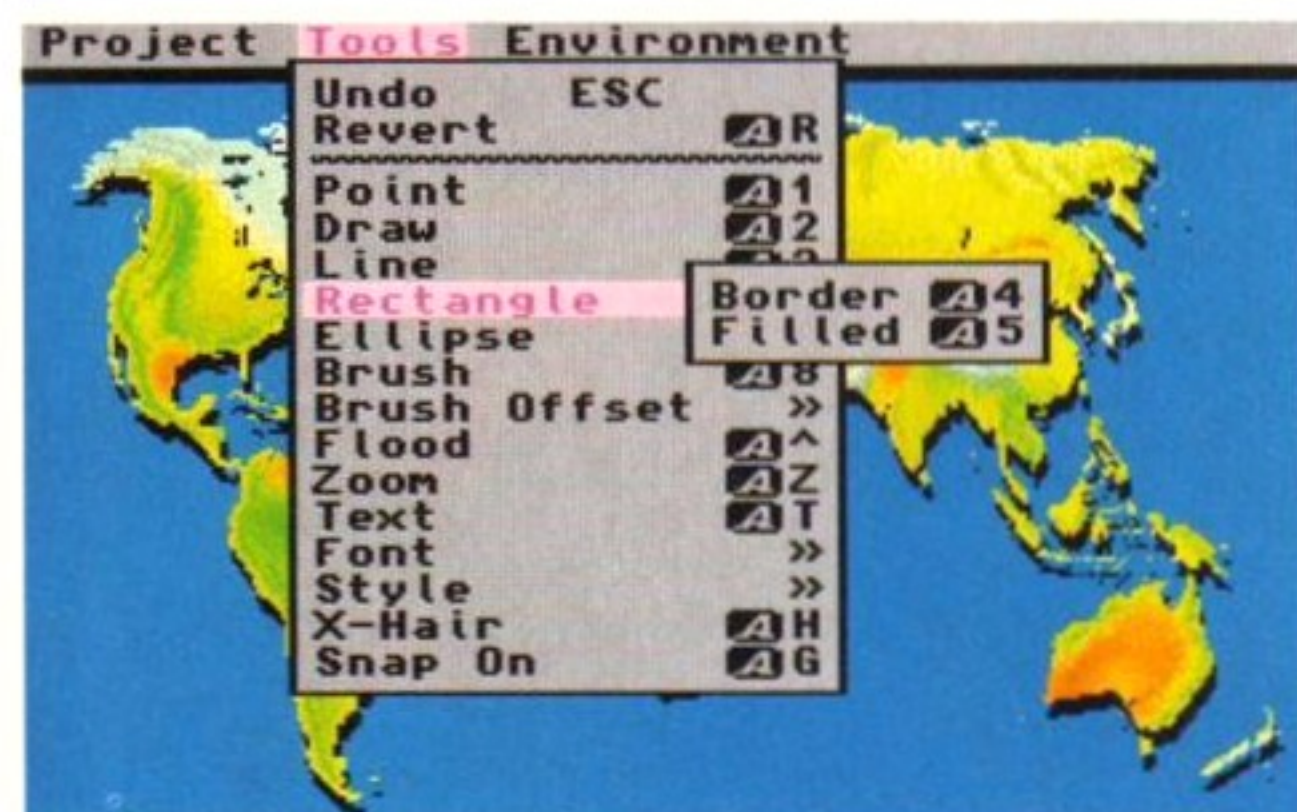 Project Tools Environment
Undo ESC
Revert A R
Point A 1
Draw A 2
Line
Rectangle
Border A 4
Filled A 5
Ellipse
Brush A 8
Brush Offset »
Flood A ^
Zoom A Z
Text A T
Font »
Style »
X-Hair A H
Snap On A G